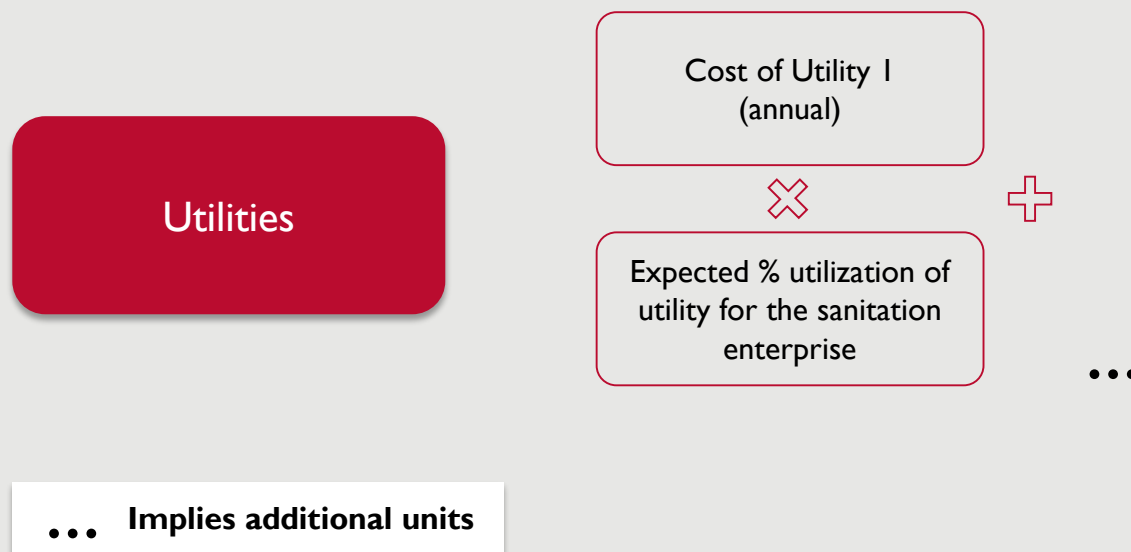 Utilities
Cost of Utility 1
(annual)
Expected % utilization of
utility for the sanitation
enterprise
...
... Implies additional units